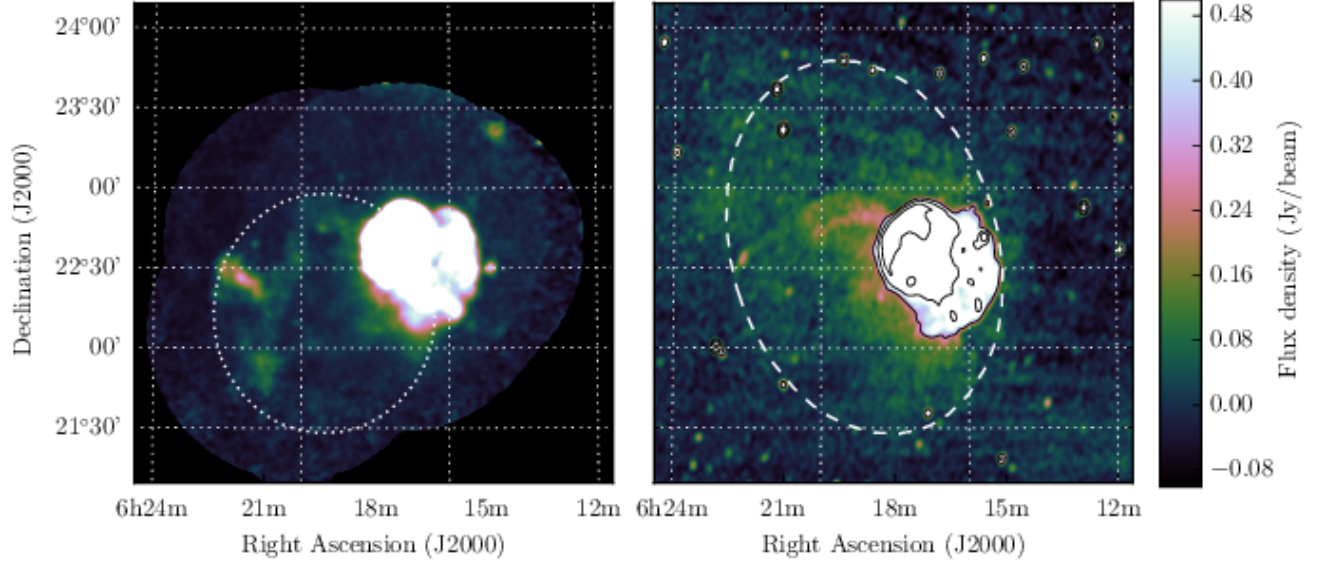 24°00'
23°30'
00'
22°30'
00'
21°30'
Declination (J2000)
6h24m 21m 18m 15m 12m
Right Ascension (J2000)
6h24m 21m 18m 15m 12m
Right Ascension (J2000)
0.48
0.40
0.32
0.24
0.16
0.08
0.00
−0.08
Flux density (Jy/beam)